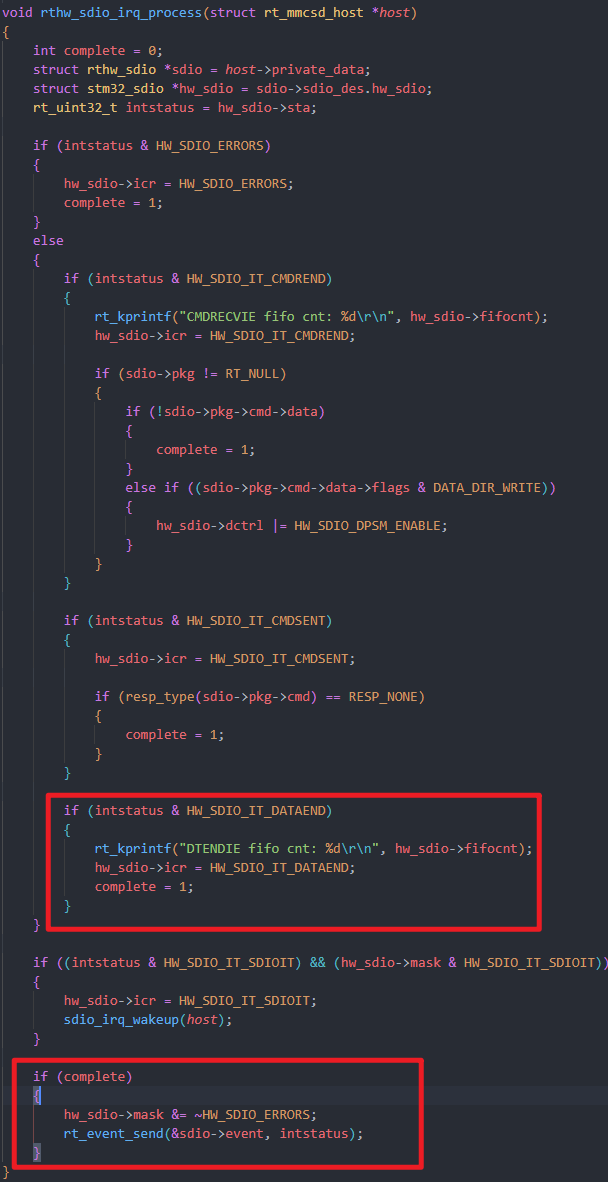 void rthw_sdio_irq_process(struct rt_mmcsd_host *host)
{
    int complete = 0;
    struct rthw_sdio *sdio = host->private_data;
    struct stm32_sdio *hw_sdio = sdio->sdio_des.hw_sdio;
    rt_uint32_t intstatus = hw_sdio->sta;

    if (intstatus & HW_SDIO_ERRORS)
    {
        hw_sdio->icr = HW_SDIO_ERRORS;
        complete = 1;
    }
    else
    {
        if (intstatus & HW_SDIO_IT_CMDREND)
        {
            rt_kprintf("CMDRECVIE fifo cnt: %d\r\n", hw_sdio->fifocnt);
            hw_sdio->icr = HW_SDIO_IT_CMDREND;

            if (sdio->pkg != RT_NULL)
            {
                if (!sdio->pkg->cmd->data)
                {
                    complete = 1;
                }
                else if ((sdio->pkg->cmd->data->flags & DATA_DIR_WRITE))
                {
                    hw_sdio->dctrl |= HW_SDIO_DPSM_ENABLE;
                }
            }
        }

        if (intstatus & HW_SDIO_IT_CMDSENT)
        {
            hw_sdio->icr = HW_SDIO_IT_CMDSENT;

            if (resp_type(sdio->pkg->cmd) == RESP_NONE)
            {
                complete = 1;
            }
        }

        if (intstatus & HW_SDIO_IT_DATAEND)
        {
            rt_kprintf("DTENDIE fifo cnt: %d\r\n", hw_sdio->fifocnt);
            hw_sdio->icr = HW_SDIO_IT_DATAEND;
            complete = 1;
        }
    }

    if ((intstatus & HW_SDIO_IT_SDIOIT) && (hw_sdio->mask & HW_SDIO_IT_SDIOIT))
    {
        hw_sdio->icr = HW_SDIO_IT_SDIOIT;
        sdio_irq_wakeup(host);
    }

    if (complete)
    {
        hw_sdio->mask &= ~HW_SDIO_ERRORS;
        rt_event_send(&sdio->event, intstatus);
    }
}